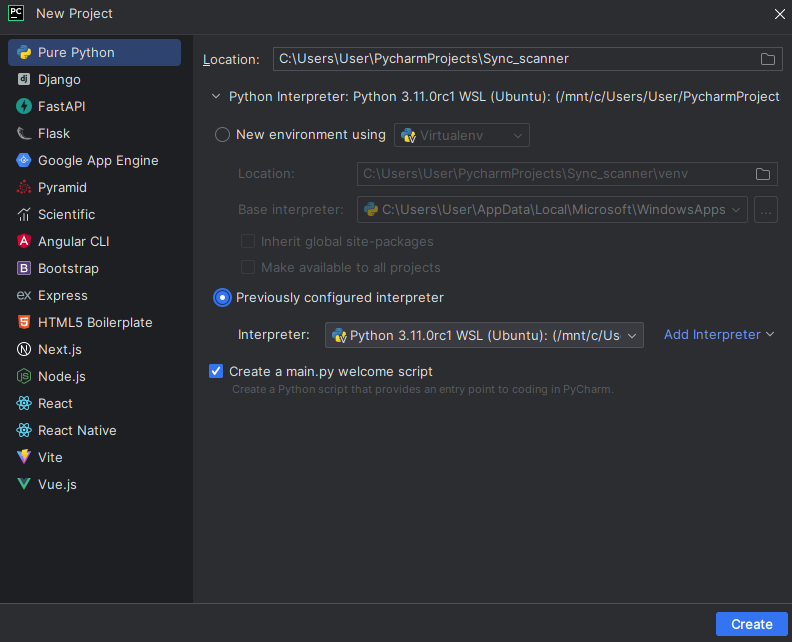 PC
New Project
Pure Python
dj Django
FastAPI
Flask
Google App Engine
Pyramid
Scientific
A Angular CLI
B Bootstrap
ex Express
5 HTML5 Boilerplate
N Next.js
JS Node.js
React
React Native
Vite
Vue.js
Location: C:\Users\User\PycharmProjects\Sync_scanner
Python Interpreter: Python 3.11.0rc1 WSL (Ubuntu): (/mnt/c/Users/User/PycharmProject
New environment using Virtualenv
Location: C:\Users\User\PycharmProjects\Sync_scanner\venv
Base interpreter: C:\Users\User\AppData\Local\Microsoft\WindowsApps ...
Inherit global site-packages
Make available to all projects
Previously configured interpreter
Interpreter: Python 3.11.0rc1 WSL (Ubuntu): (/mnt/c/Us Add Interpreter
Create a main.py welcome script
Create a Python script that provides an entry point to coding in PyCharm.
Create